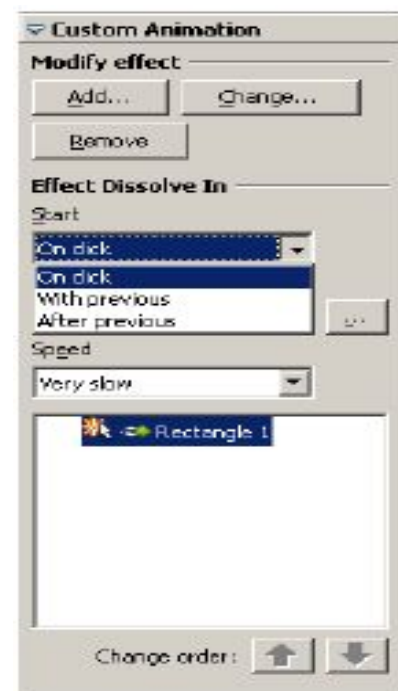 Custom Animation
Modify effect
Add... Change...
Remove
Effect Dissolve In
Start
On click
On click
With previous
After previous
...
Speed
Very slow
Rectangle 1
Change order: